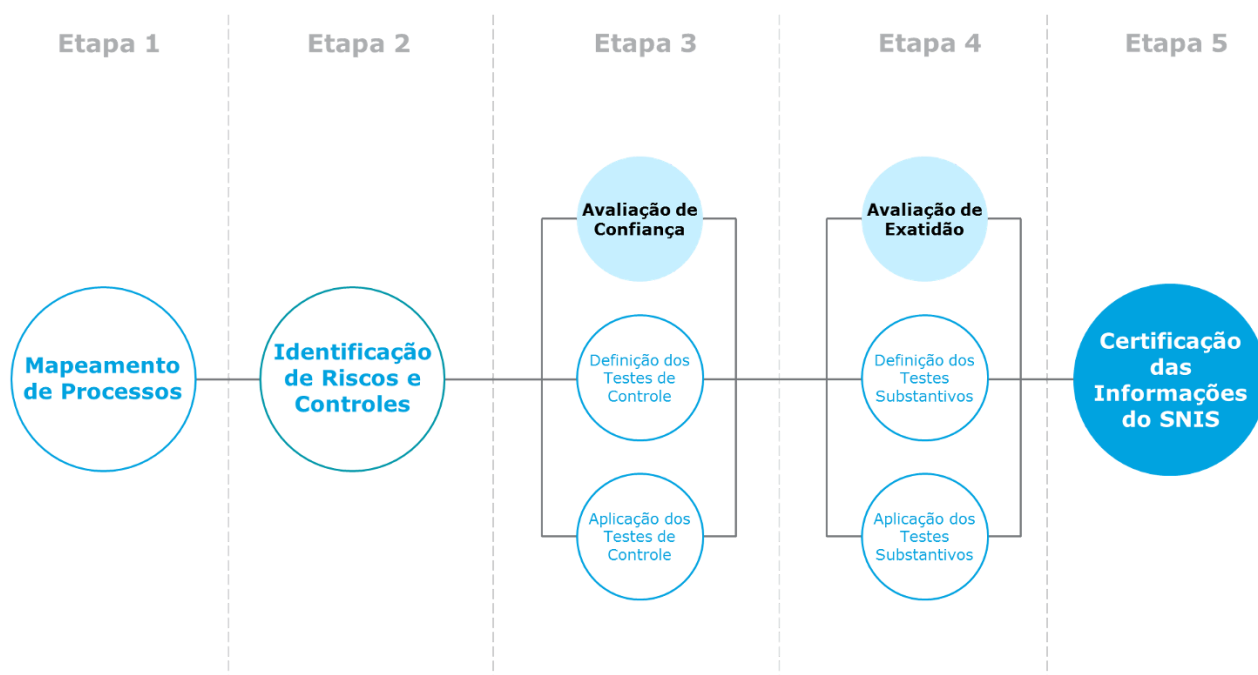 Etapa 1
Etapa 2
Etapa 3
Etapa 4
Etapa 5
Mapeamento
de Processos
Identificação
de Riscos e
Controles
Avaliação de
Confiança
Definição dos
Testes de
Controle
Aplicação dos
Testes de
Controle
Avaliação de
Exatidão
Definição dos
Testes
Substantivos
Aplicação dos
Testes
Substantivos
Certificação
das
Informações
do SNIS